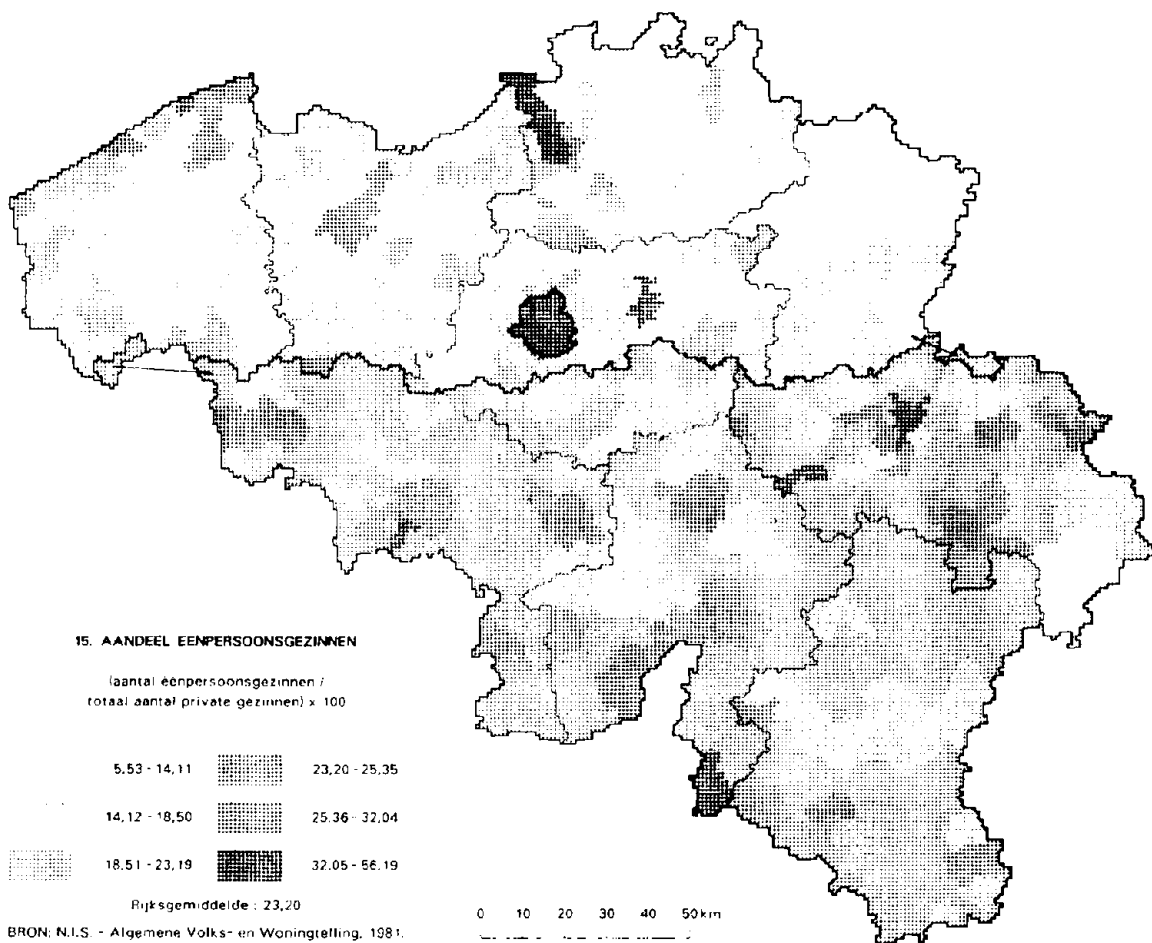 15. AANDEEL EENPERSOONSGEZINNEN
(aantal éénpersoonsgezinnen /
totaal aantal private gezinnen) x 100
5,53 - 14,11 23,20 - 25,35
14,12 - 18,50 25,36 - 32,04
18,51 - 23,19 32,05 - 56,19
Rijksgemiddelde : 23,20
0 10 20 30 40 50 km
BRON: N.I.S. - Algemene Volks- en Woningtelling, 1981.